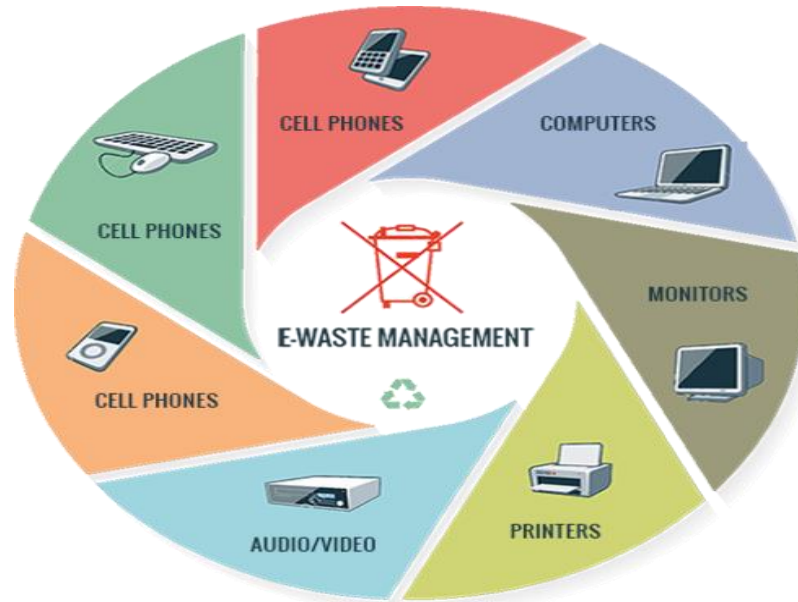 CELL PHONES
COMPUTERS
CELL PHONES
MONITORS
E-WASTE MANAGEMENT
CELL PHONES
PRINTERS
AUDIO/VIDEO